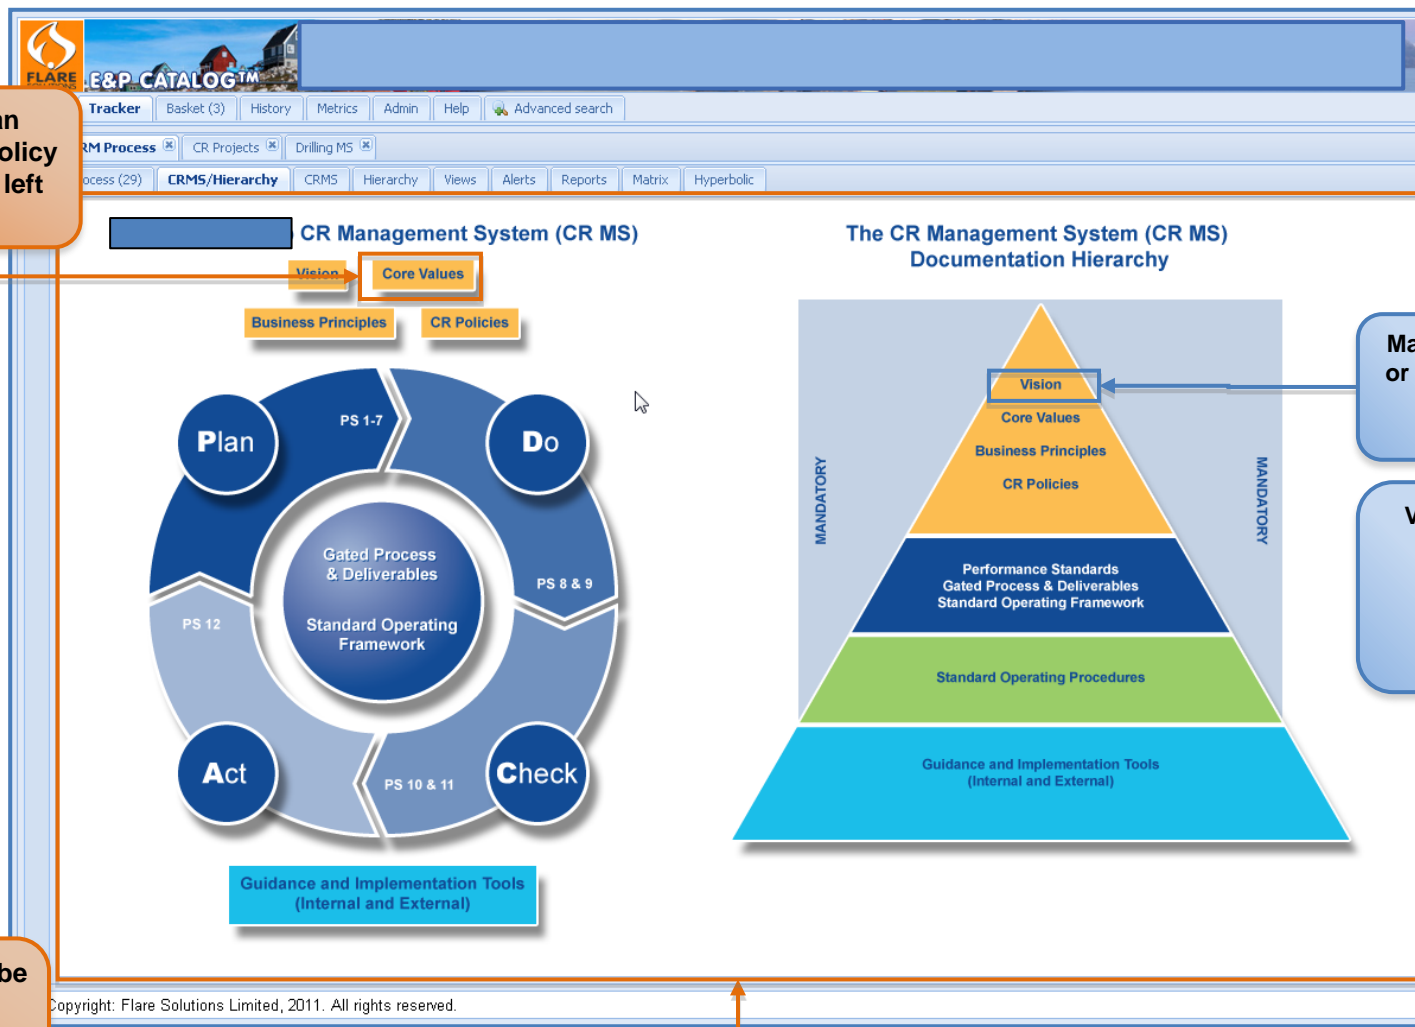 FLARE
SOLUTIONS
E&P CATALOG™
Tracker Basket (3) History Metrics Admin Help Advanced search
an
olicy
left
RM Process CR Projects Drilling MS
ocess (29) CRMS/Hierarchy CRMS Hierarchy Views Alerts Reports Matrix Hyperbolic
CR Management System (CR MS)
Vision Core Values
Business Principles CR Policies
Plan
PS 1-7
Do
Gated Process
& Deliverables
Standard Operating
Framework
PS 8 & 9
PS 12
Act
PS 10 & 11
Check
Guidance and Implementation Tools
(Internal and External)
The CR Management System (CR MS)
Documentation Hierarchy
MANDATORY
MANDATORY
Vision
Core Values
Business Principles
CR Policies
Performance Standards
Gated Process & Deliverables
Standard Operating Framework
Standard Operating Procedures
Guidance and Implementation Tools
(Internal and External)
Ma
or
V
be
Copyright: Flare Solutions Limited, 2011. All rights reserved.